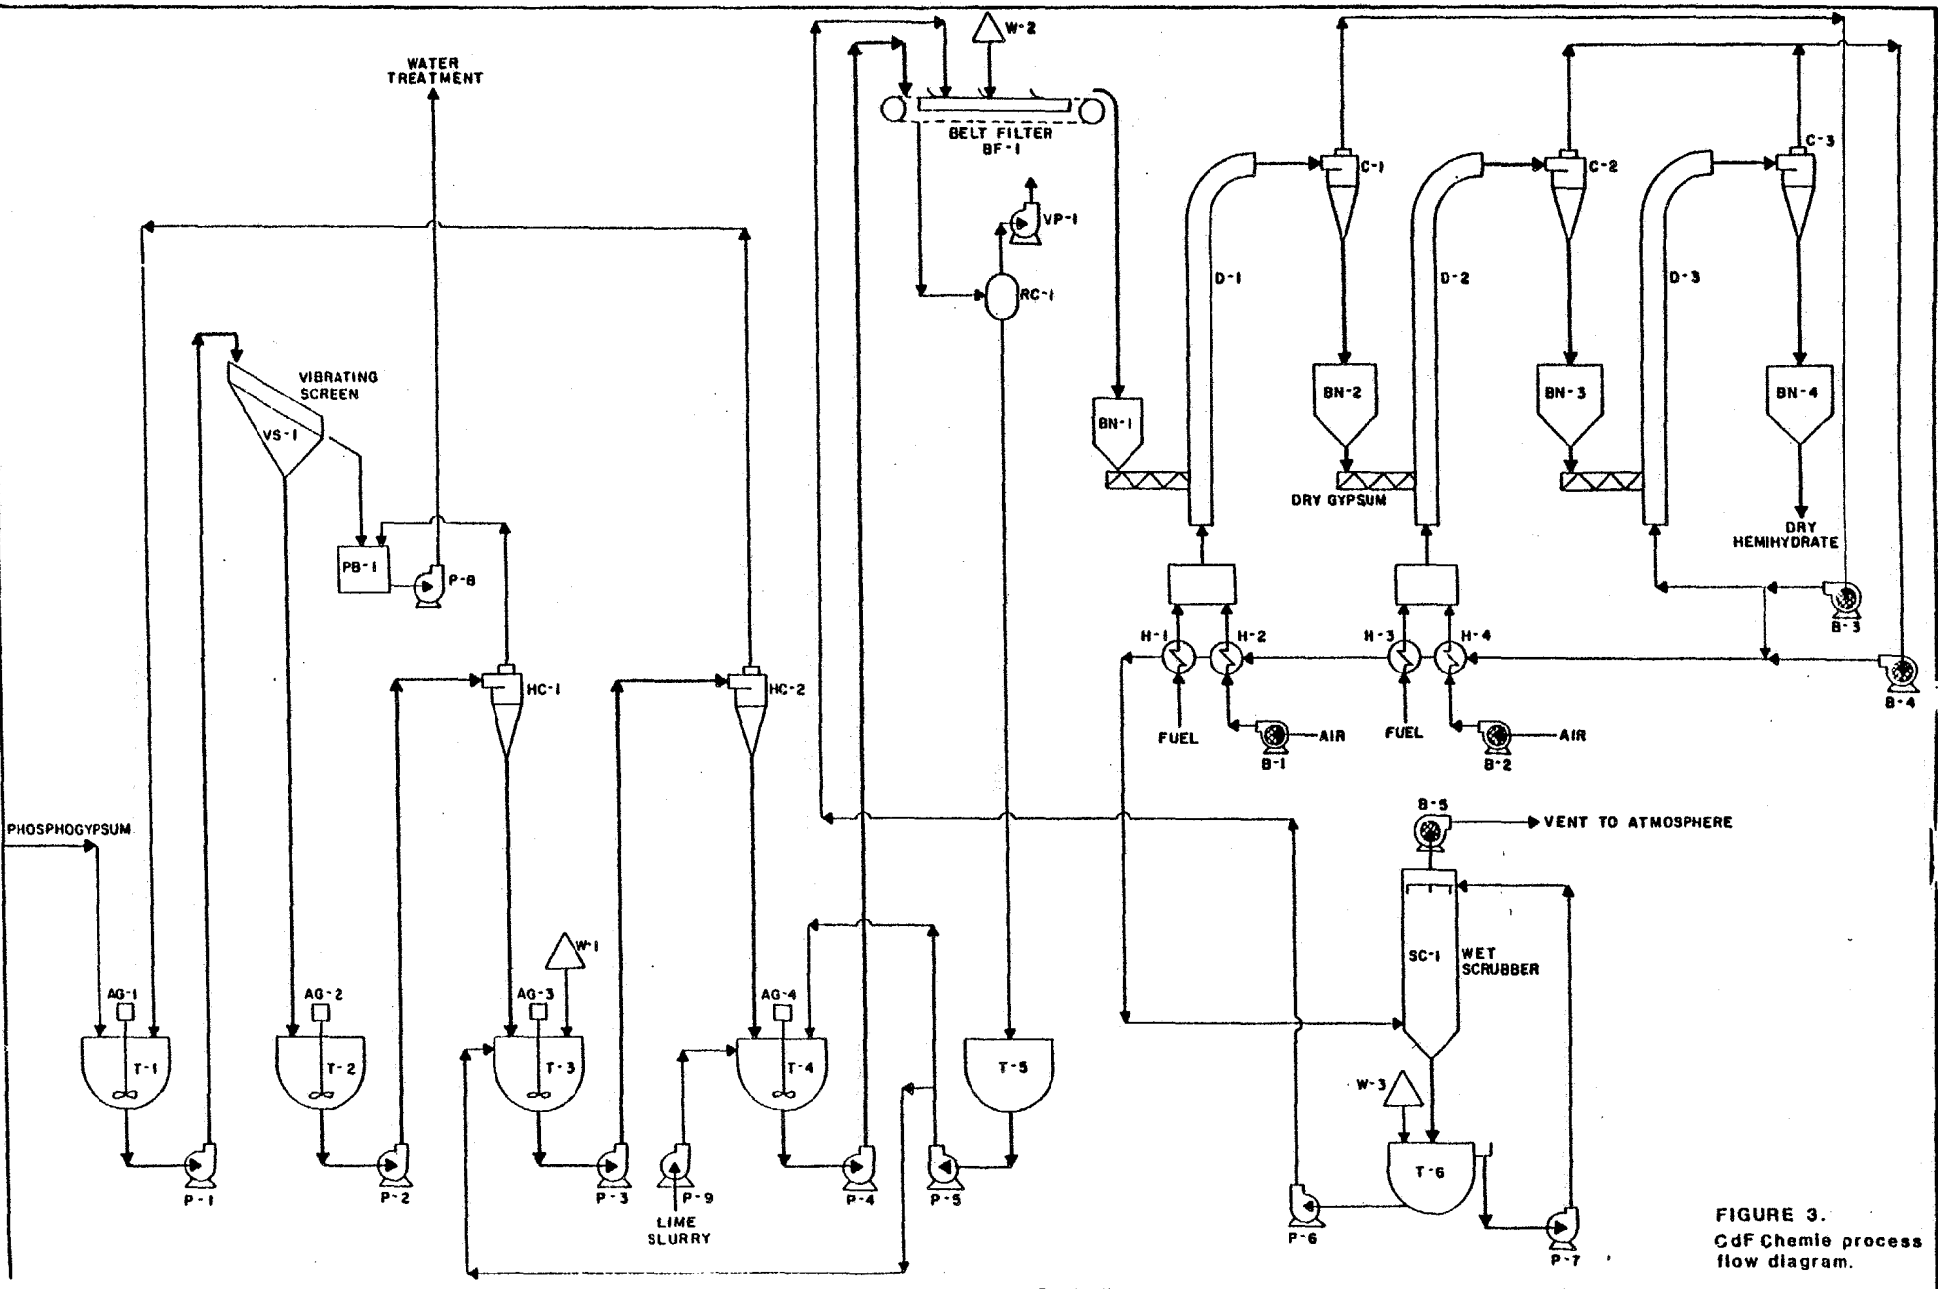 WATER
TREATMENT
W-2
BELT FILTER
BF-1
C-1
C-2
C-3
VP-1
RC-1
D-1
D-2
D-3
VIBRATING
SCREEN
VS-1
BN-1
BN-2
BN-3
BN-4
DRY GYPSUM
DRY
HEMIHYDRATE
PB-1
P-8
B-3
H-1
H-2
H-3
H-4
B-4
HC-1
HC-2
FUEL
AIR
B-1
FUEL
AIR
B-2
B-5
VENT TO ATMOSPHERE
PHOSPHOGYPSUM
W-1
SC-1
WET
SCRUBBER
AG-1
AG-2
AG-3
AG-4
T-1
T-2
T-3
T-4
T-5
W-3
T-6
P-1
P-2
P-3
P-9
P-4
P-5
LIME
SLURRY
P-6
P-7
FIGURE 3.
CdF Chemie process
flow diagram.